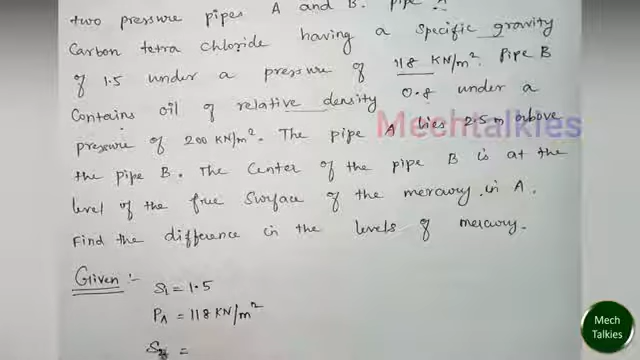 two pressure pipes A and B. Pipe A
Carbon tetra chloride having a specific gravity
of 1.5 under a pressure of 118 KN/m². Pipe B
Contains oil of relative density 0.8 under a
pressure of 200 KN/m². The pipe A lies 2.5 m above
Mechtalkies
the pipe B. The Center of the pipe B is at the
level of the free surface of the mercury in A.
Find the difference in the levels of mercury.
Given :-
S₁ = 1.5
P_A = 118 KN/m²
S₂ =
Mech
Talkies